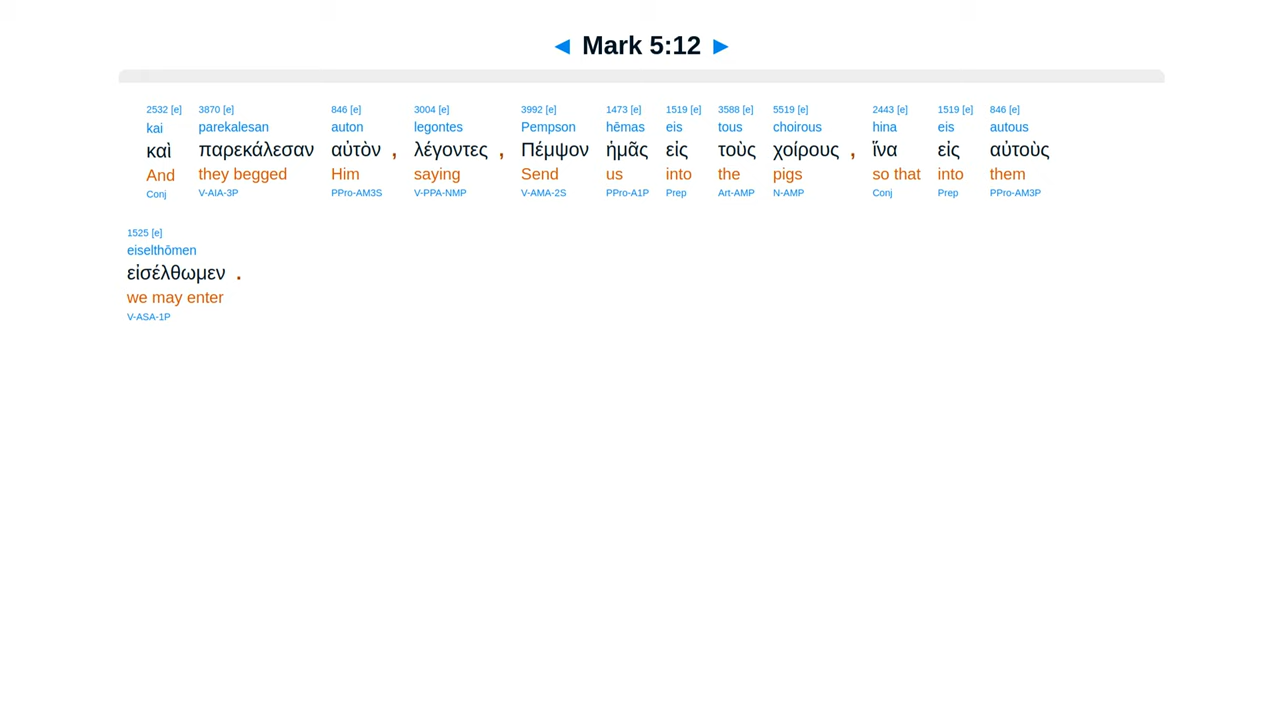 ◄ Mark 5:12 ►
2532 [e] 3870 [e] 846 [e] 3004 [e] 3992 [e] 1473 [e] 1519 [e] 3588 [e] 5519 [e] 2443 [e] 1519 [e] 846 [e]
kai parekalesan auton legontes Pempson hēmas eis tous choirous hina eis autous
καὶ παρεκάλεσαν αὐτὸν , λέγοντες , Πέμψον ἡμᾶς εἰς τοὺς χοίρους , ἵνα εἰς αὐτοὺς
And they begged Him saying Send us into the pigs so that into them
Conj V-AIA-3P PPro-AM3S V-PPA-NMP V-AMA-2S PPro-A1P Prep Art-AMP N-AMP Conj Prep PPro-AM3P
1525 [e]
eiselthōmen
εἰσέλθωμεν .
we may enter
V-ASA-1P